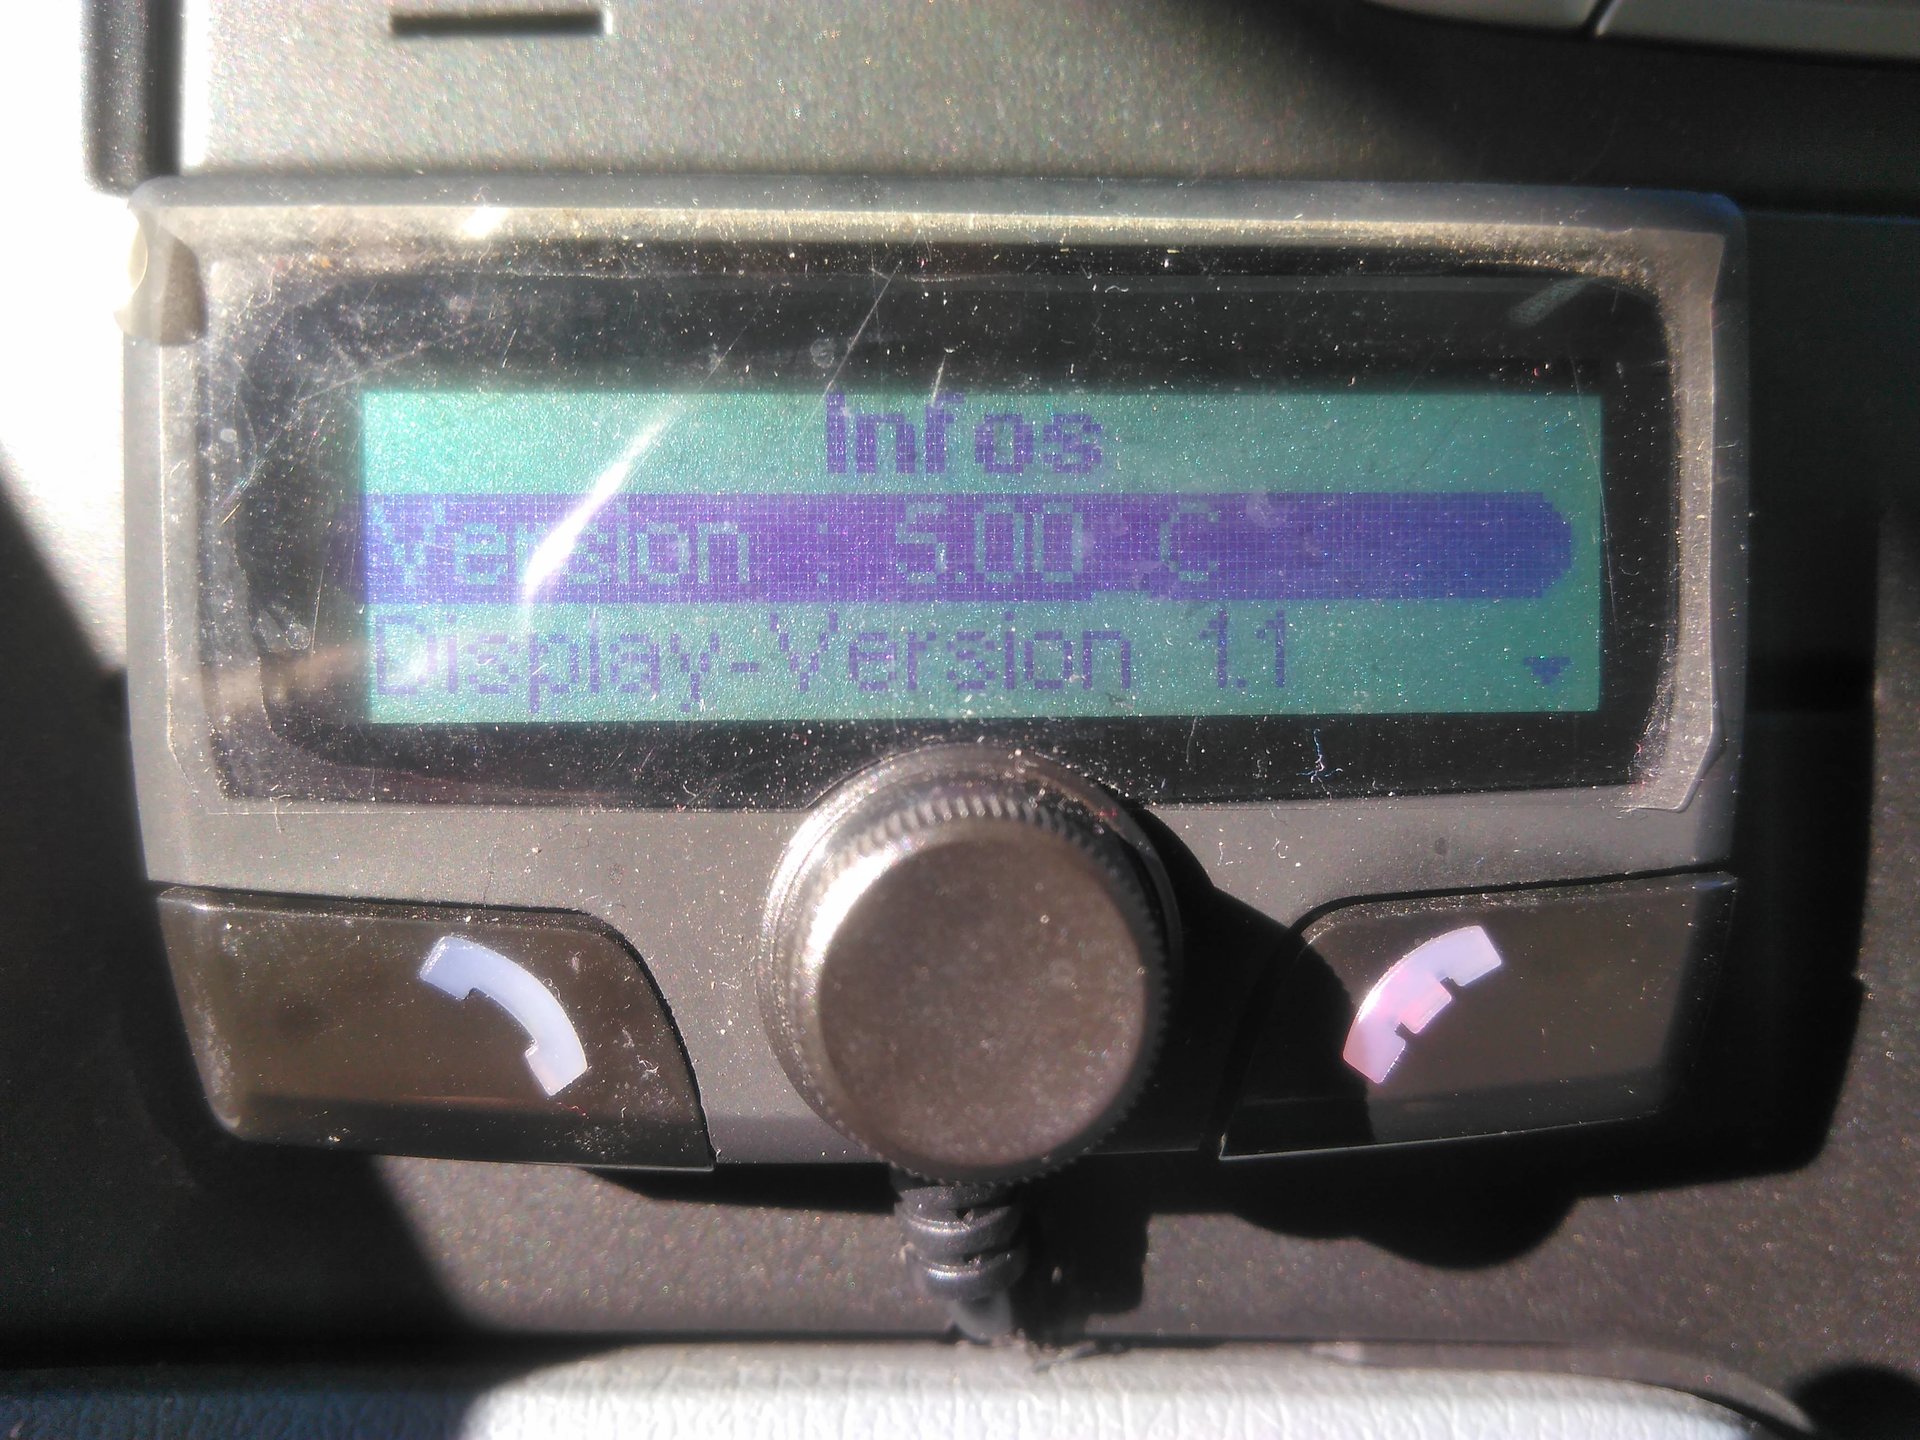 Infos
Version : 5.00 C
Display-Version 1.1